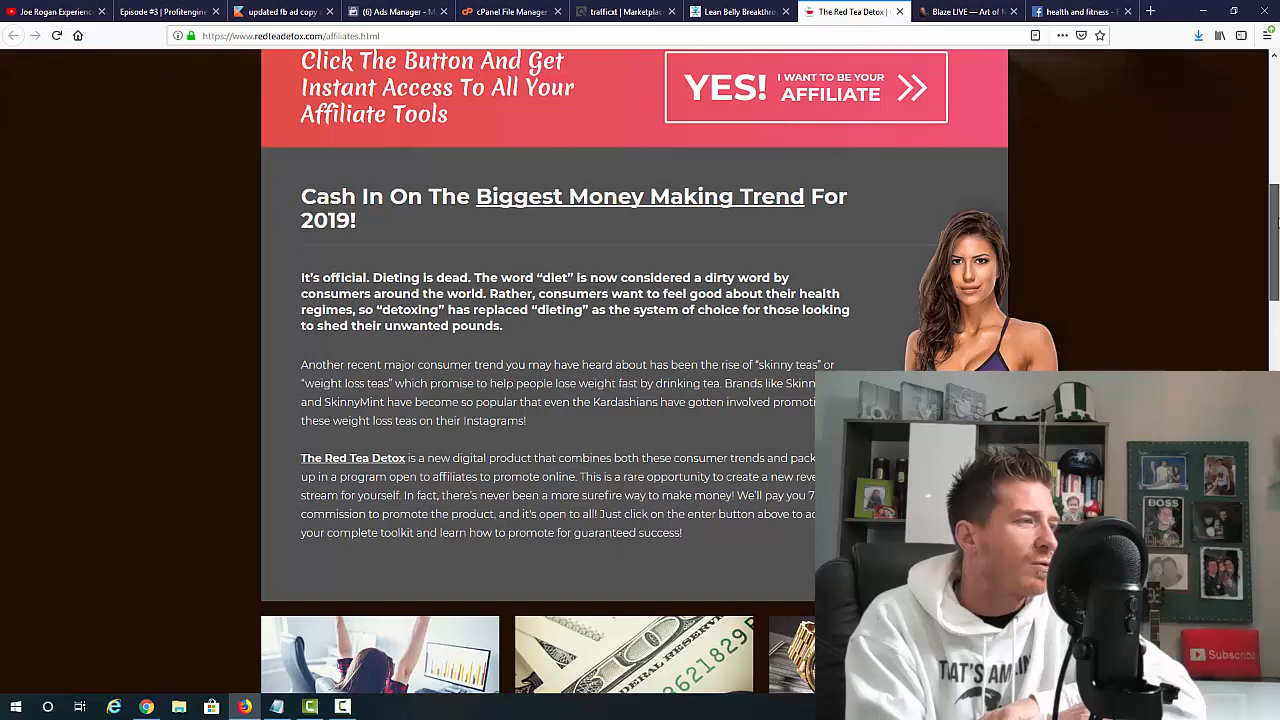 Joe Rogan Experience
Episode #3 | Profitengine
updated fb ad copy
(6) Ads Manager - M
cPanel File Manager
trafficxt | Marketplac
Lean Belly Breakthro
The Red Tea Detox |
Blaze LIVE — Art of
health and fitness -
https://www.redteadetox.com/affiliates.html
Click The Button And Get
Instant Access To All Your
Affiliate Tools
YES!
I WANT TO BE YOUR
AFFILIATE
Cash In On The Biggest Money Making Trend For
2019!
It's official. Dieting is dead. The word “diet” is now considered a dirty word by
consumers around the world. Rather, consumers want to feel good about their health
regimes, so “detoxing” has replaced “dieting” as the system of choice for those looking
to shed their unwanted pounds.
Another recent major consumer trend you may have heard about has been the rise of “skinny teas” or
“weight loss teas” which promise to help people lose weight fast by drinking tea. Brands like Skinn
and SkinnyMint have become so popular that even the Kardashians have gotten involved promoti
these weight loss teas on their Instagrams!
The Red Tea Detox is a new digital product that combines both these consumer trends and pack
up in a program open to affiliates to promote online. This is a rare opportunity to create a new reve
stream for yourself. In fact, there's never been a more surefire way to make money! We'll pay you 7
commission to promote the product, and it's open to all! Just click on the enter button above to ac
your complete toolkit and learn how to promote for guaranteed success!
FEDERAL RESERVE
62621829
LOVE
BOSS
THAT'S AM
Subscribe